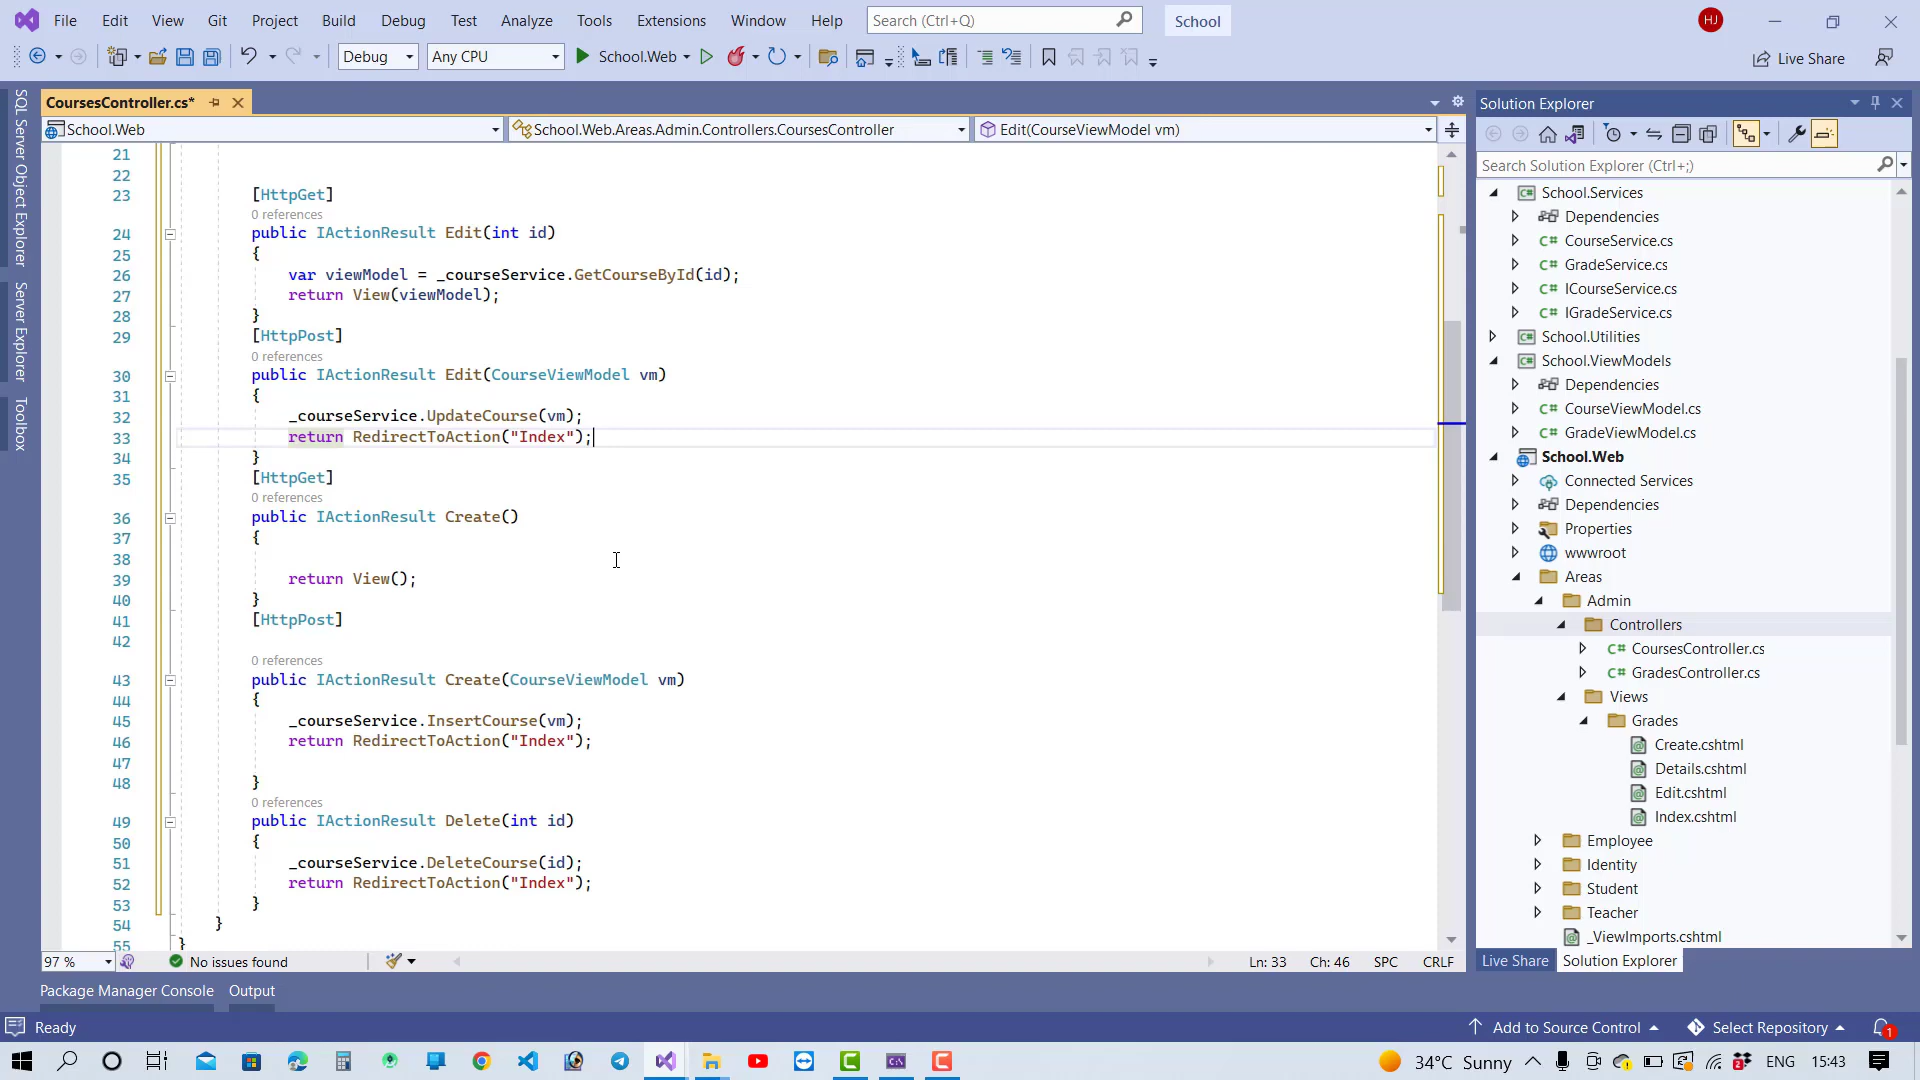 File Edit View Git Project Build Debug Test Analyze Tools Extensions Window Help Search (Ctrl+Q) School HJ
Debug Any CPU School.Web Live Share
SQL Server Object Explorer
Server Explorer
Toolbox
CoursesController.cs*
School.Web School.Web.Areas.Admin.Controllers.CoursesController Edit(CourseViewModel vm)
21
22
23 [HttpGet]
0 references
24 public IActionResult Edit(int id)
25 {
26 var viewModel = _courseService.GetCourseById(id);
27 return View(viewModel);
28 }
29 [HttpPost]
0 references
30 public IActionResult Edit(CourseViewModel vm)
31 {
32 _courseService.UpdateCourse(vm);
33 return RedirectToAction("Index");
34 }
35 [HttpGet]
0 references
36 public IActionResult Create()
37 {
38
39 return View();
40 }
41 [HttpPost]
42
0 references
43 public IActionResult Create(CourseViewModel vm)
44 {
45 _courseService.InsertCourse(vm);
46 return RedirectToAction("Index");
47
48 }
0 references
49 public IActionResult Delete(int id)
50 {
51 _courseService.DeleteCourse(id);
52 return RedirectToAction("Index");
53 }
54 }
55 }
97 % No issues found Ln: 33 Ch: 46 SPC CRLF
Package Manager Console Output
Solution Explorer
Search Solution Explorer (Ctrl+;)
School.Services
Dependencies
CourseService.cs
GradeService.cs
ICourseService.cs
IGradeService.cs
School.Utilities
School.ViewModels
Dependencies
CourseViewModel.cs
GradeViewModel.cs
School.Web
Connected Services
Dependencies
Properties
wwwroot
Areas
Admin
Controllers
CoursesController.cs
GradesController.cs
Views
Grades
Create.cshtml
Details.cshtml
Edit.cshtml
Index.cshtml
Employee
Identity
Student
Teacher
_ViewImports.cshtml
Live Share Solution Explorer
Ready Add to Source Control Select Repository 1
34°C Sunny ENG 15:43